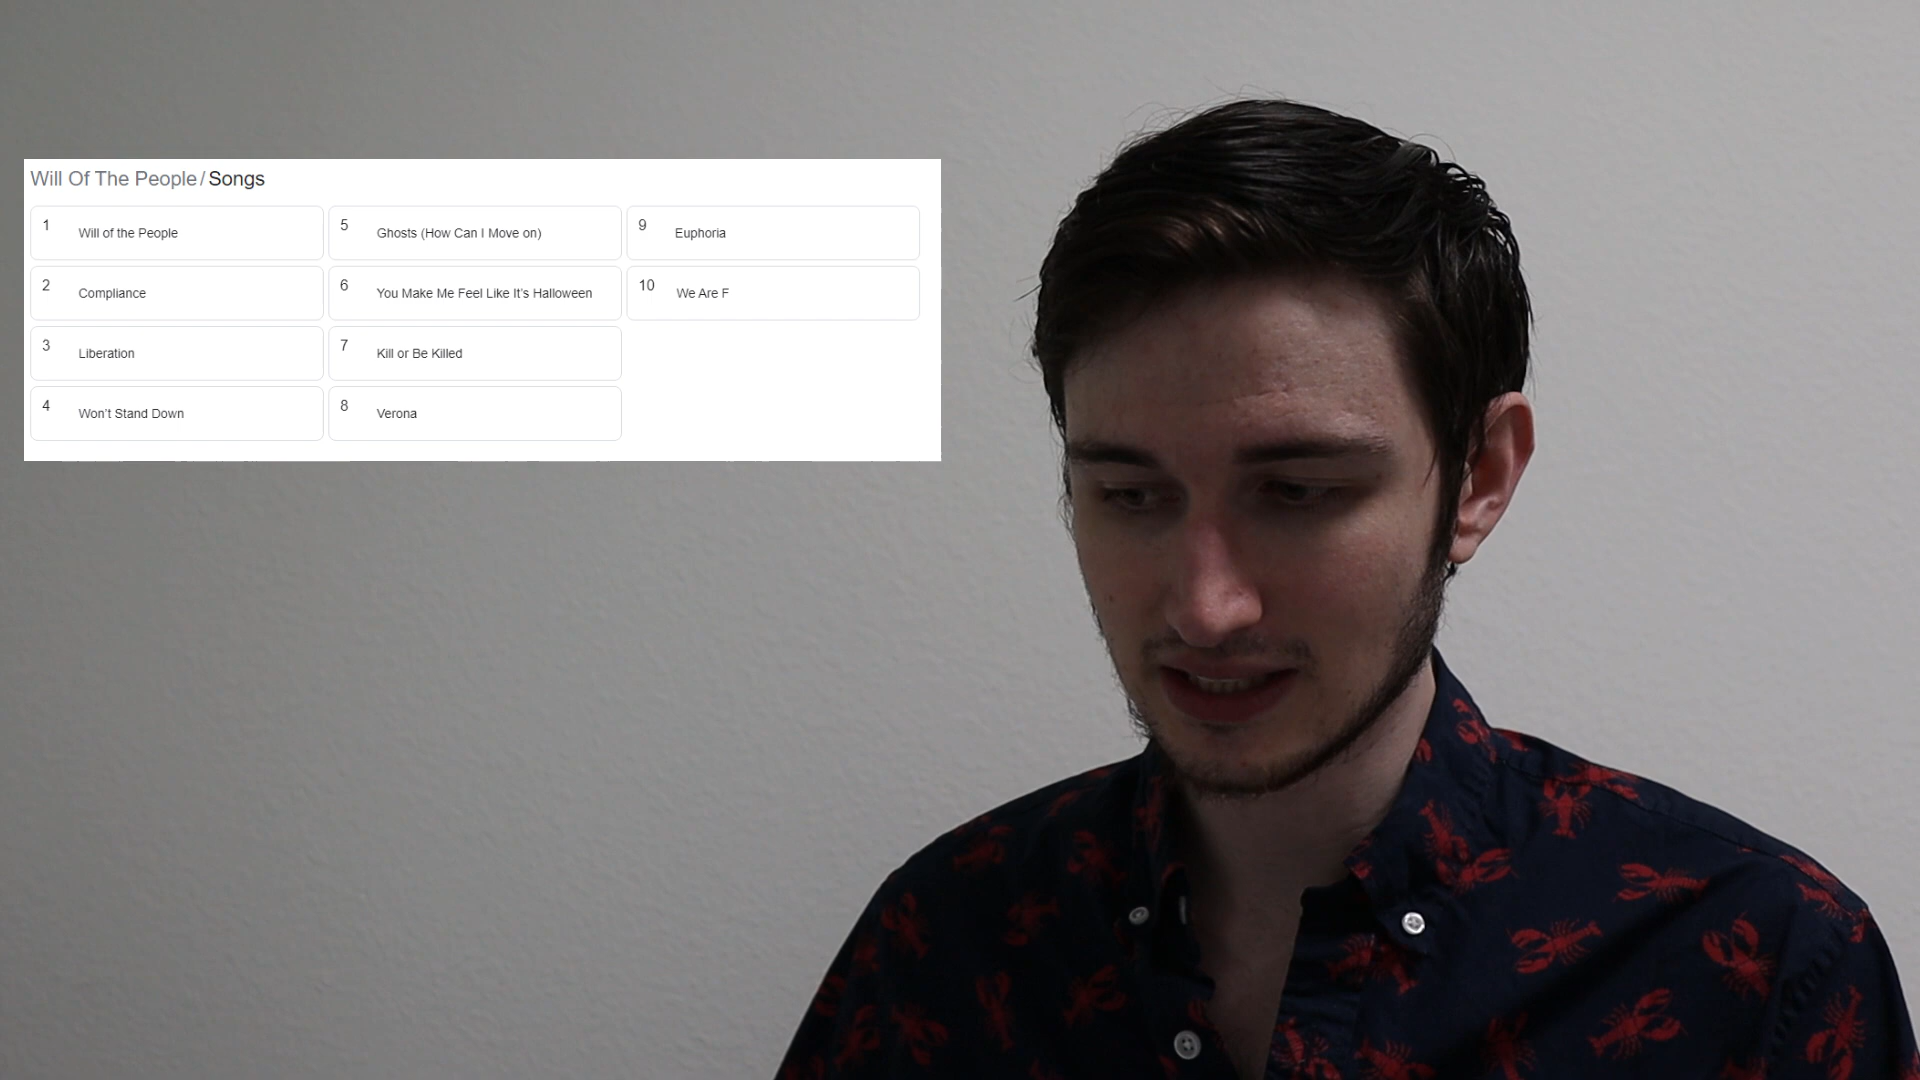 Will Of The People/Songs
1 Will of the People
2 Compliance
3 Liberation
4 Won't Stand Down
5 Ghosts (How Can I Move on)
6 You Make Me Feel Like It's Halloween
7 Kill or Be Killed
8 Verona
9 Euphoria
10 We Are F